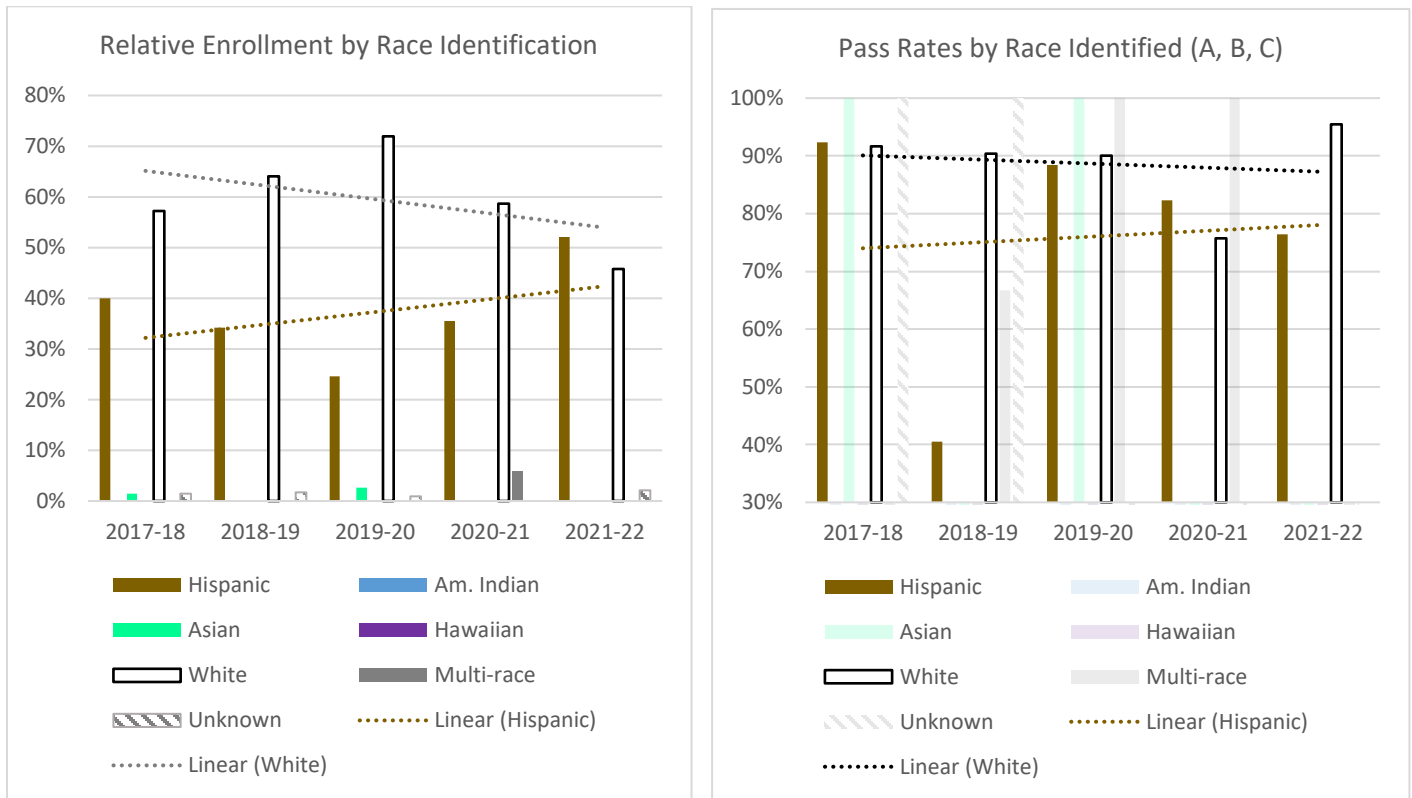 Relative Enrollment by Race Identification
80%
70%
60%
50%
40%
30%
20%
10%
0%
2017-18 2018-19 2019-20 2020-21 2021-22
Hispanic Am. Indian
Asian Hawaiian
White Multi-race
Unknown Linear (Hispanic)
Linear (White)
Pass Rates by Race Identified (A, B, C)
100%
90%
80%
70%
60%
50%
40%
30%
2017-18 2018-19 2019-20 2020-21 2021-22
Hispanic Am. Indian
Asian Hawaiian
White Multi-race
Unknown Linear (Hispanic)
Linear (White)